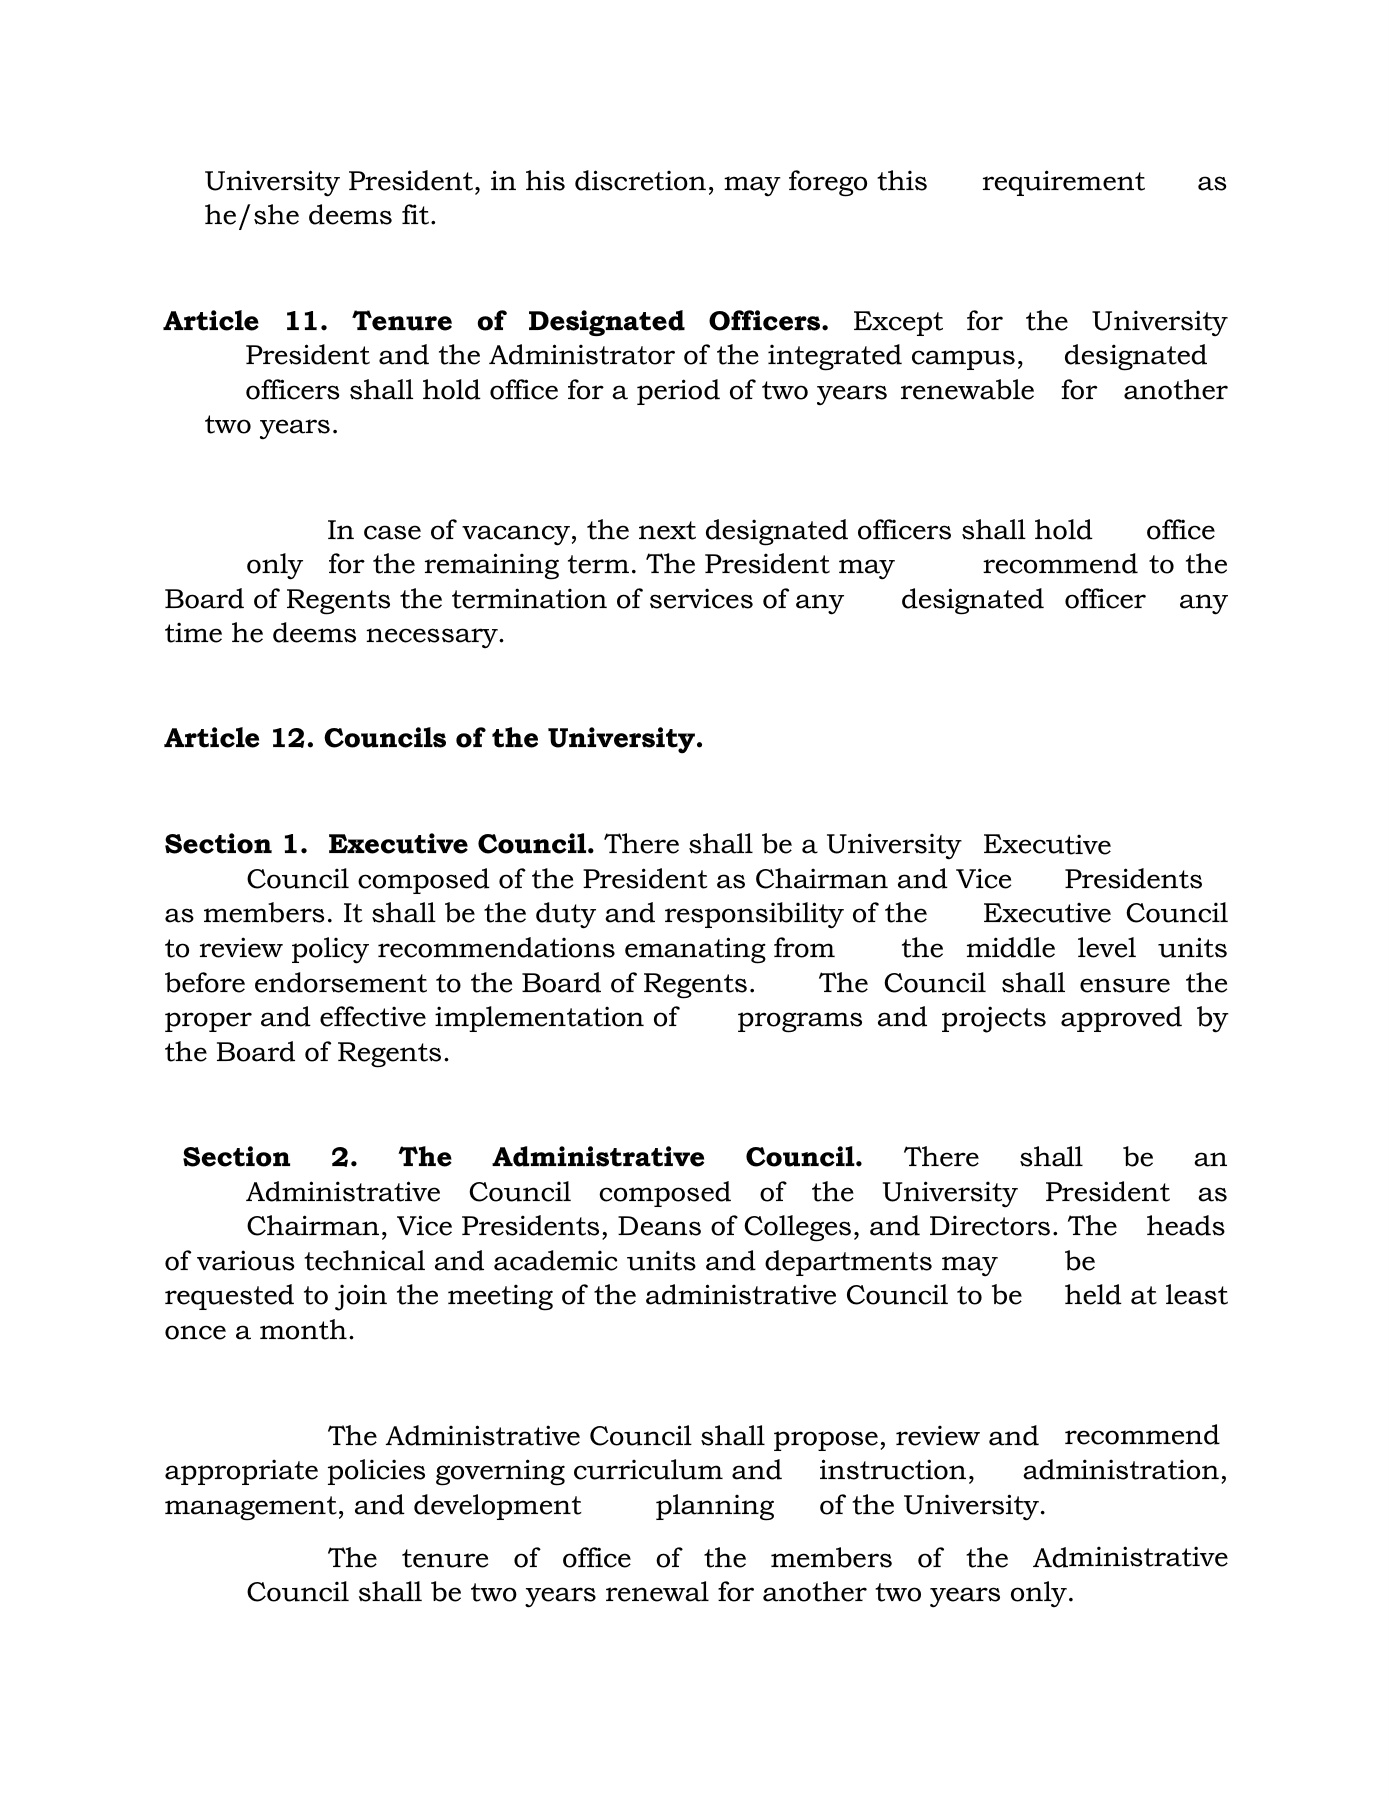 University President, in his discretion, may forego this requirement as
he/she deems fit.
Article 11. Tenure of Designated Officers. Except for the University
President and the Administrator of the integrated campus, designated
officers shall hold office for a period of two years renewable for another
two years.
In case of vacancy, the next designated officers shall hold office
only for the remaining term. The President may recommend to the
Board of Regents the termination of services of any designated officer any
time he deems necessary.
Article 12. Councils of the University.
Section 1. Executive Council. There shall be a University Executive
Council composed of the President as Chairman and Vice Presidents
as members. It shall be the duty and responsibility of the Executive Council
to review policy recommendations emanating from the middle level units
before endorsement to the Board of Regents. The Council shall ensure the
proper and effective implementation of programs and projects approved by
the Board of Regents.
Section 2. The Administrative Council. There shall be an
Administrative Council composed of the University President as
Chairman, Vice Presidents, Deans of Colleges, and Directors. The heads
of various technical and academic units and departments may be
requested to join the meeting of the administrative Council to be held at least
once a month.
The Administrative Council shall propose, review and recommend
appropriate policies governing curriculum and instruction, administration,
management, and development planning of the University.
The tenure of office of the members of the Administrative
Council shall be two years renewal for another two years only.